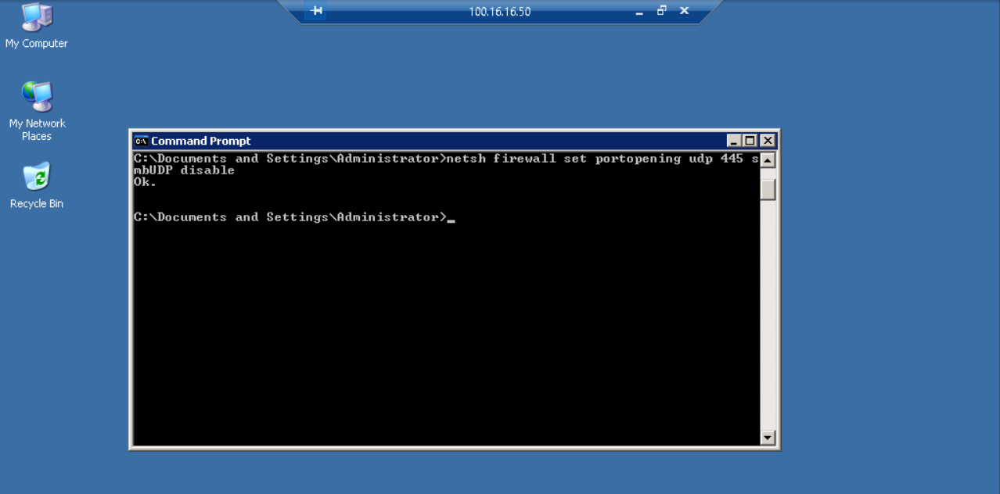 100.16.16.50
My Computer
My Network
Places
Recycle Bin
Command Prompt
C:\Documents and Settings\Administrator>netsh firewall set portopening udp 445 s
mbUDP disable
Ok.
C:\Documents and Settings\Administrator>_